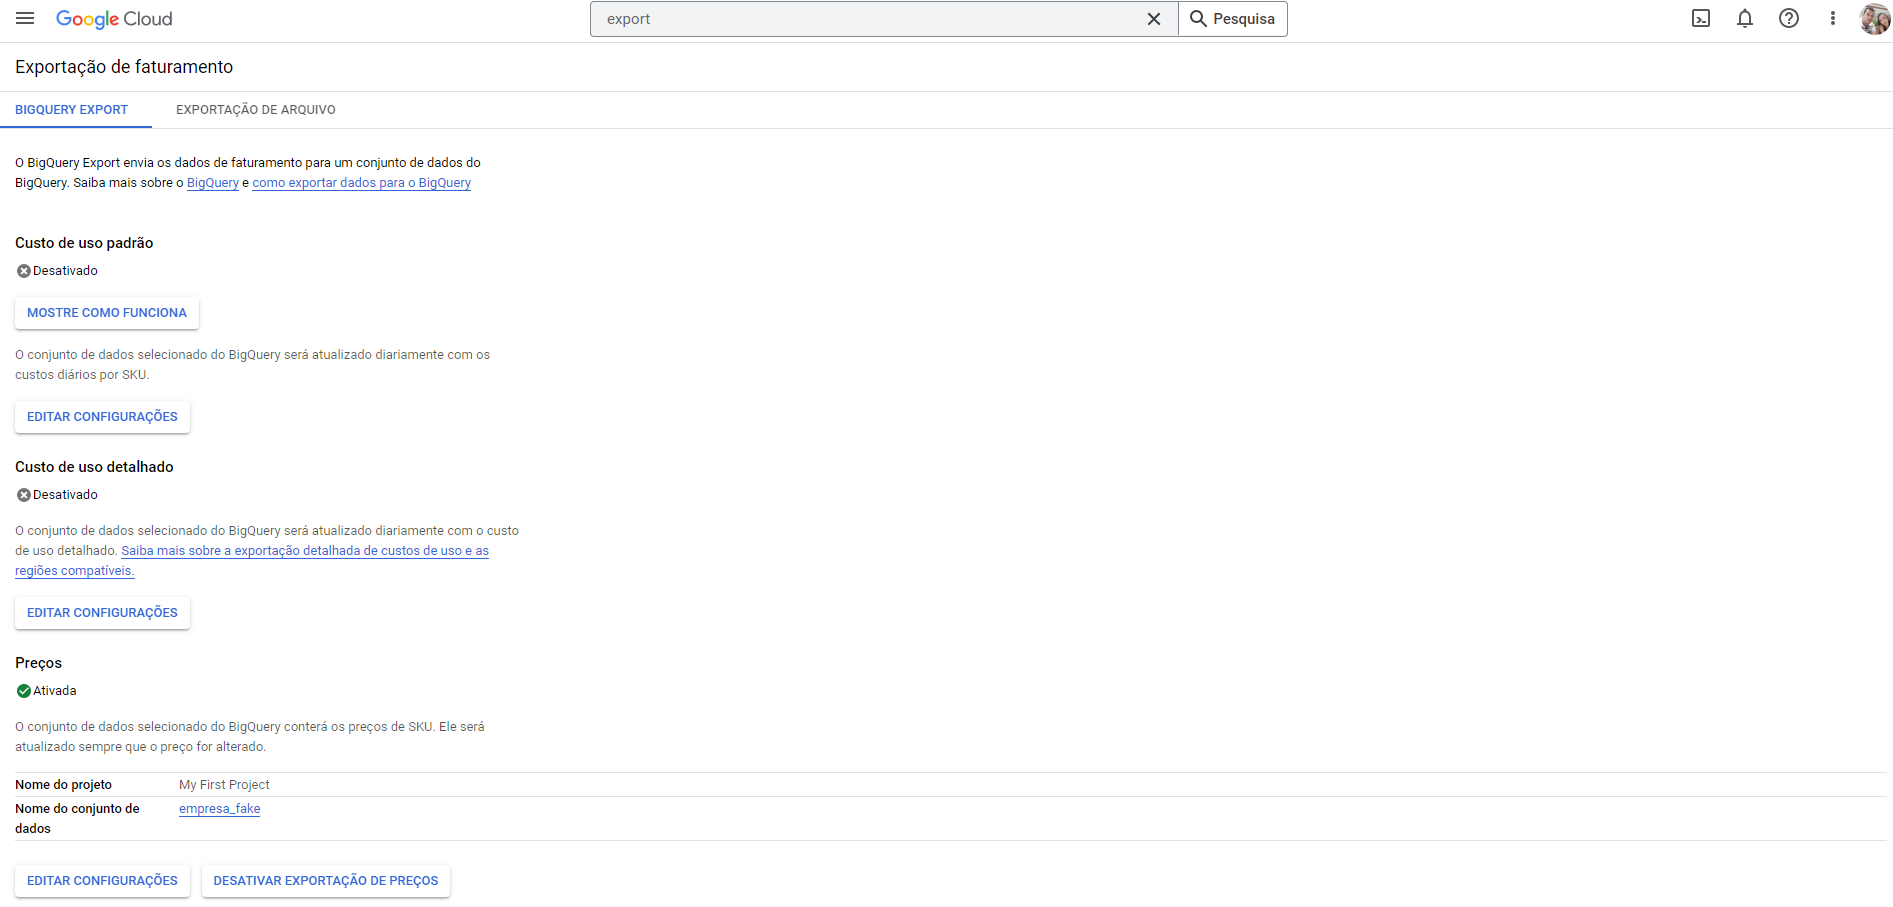 Google Cloud
export
Pesquisa
Exportação de faturamento
BIGQUERY EXPORT
EXPORTAÇÃO DE ARQUIVO
O BigQuery Export envia os dados de faturamento para um conjunto de dados do
BigQuery. Saiba mais sobre o BigQuery e como exportar dados para o BigQuery
Custo de uso padrão
Desativado
MOSTRE COMO FUNCIONA
O conjunto de dados selecionado do BigQuery será atualizado diariamente com os
custos diários por SKU.
EDITAR CONFIGURAÇÕES
Custo de uso detalhado
Desativado
O conjunto de dados selecionado do BigQuery será atualizado diariamente com o custo
de uso detalhado. Saiba mais sobre a exportação detalhada de custos de uso e as
regiões compatíveis.
EDITAR CONFIGURAÇÕES
Preços
Ativada
O conjunto de dados selecionado do BigQuery conterá os preços de SKU. Ele será
atualizado sempre que o preço for alterado.
Nome do projeto
My First Project
Nome do conjunto de
dados
empresa_fake
EDITAR CONFIGURAÇÕES
DESATIVAR EXPORTAÇÃO DE PREÇOS